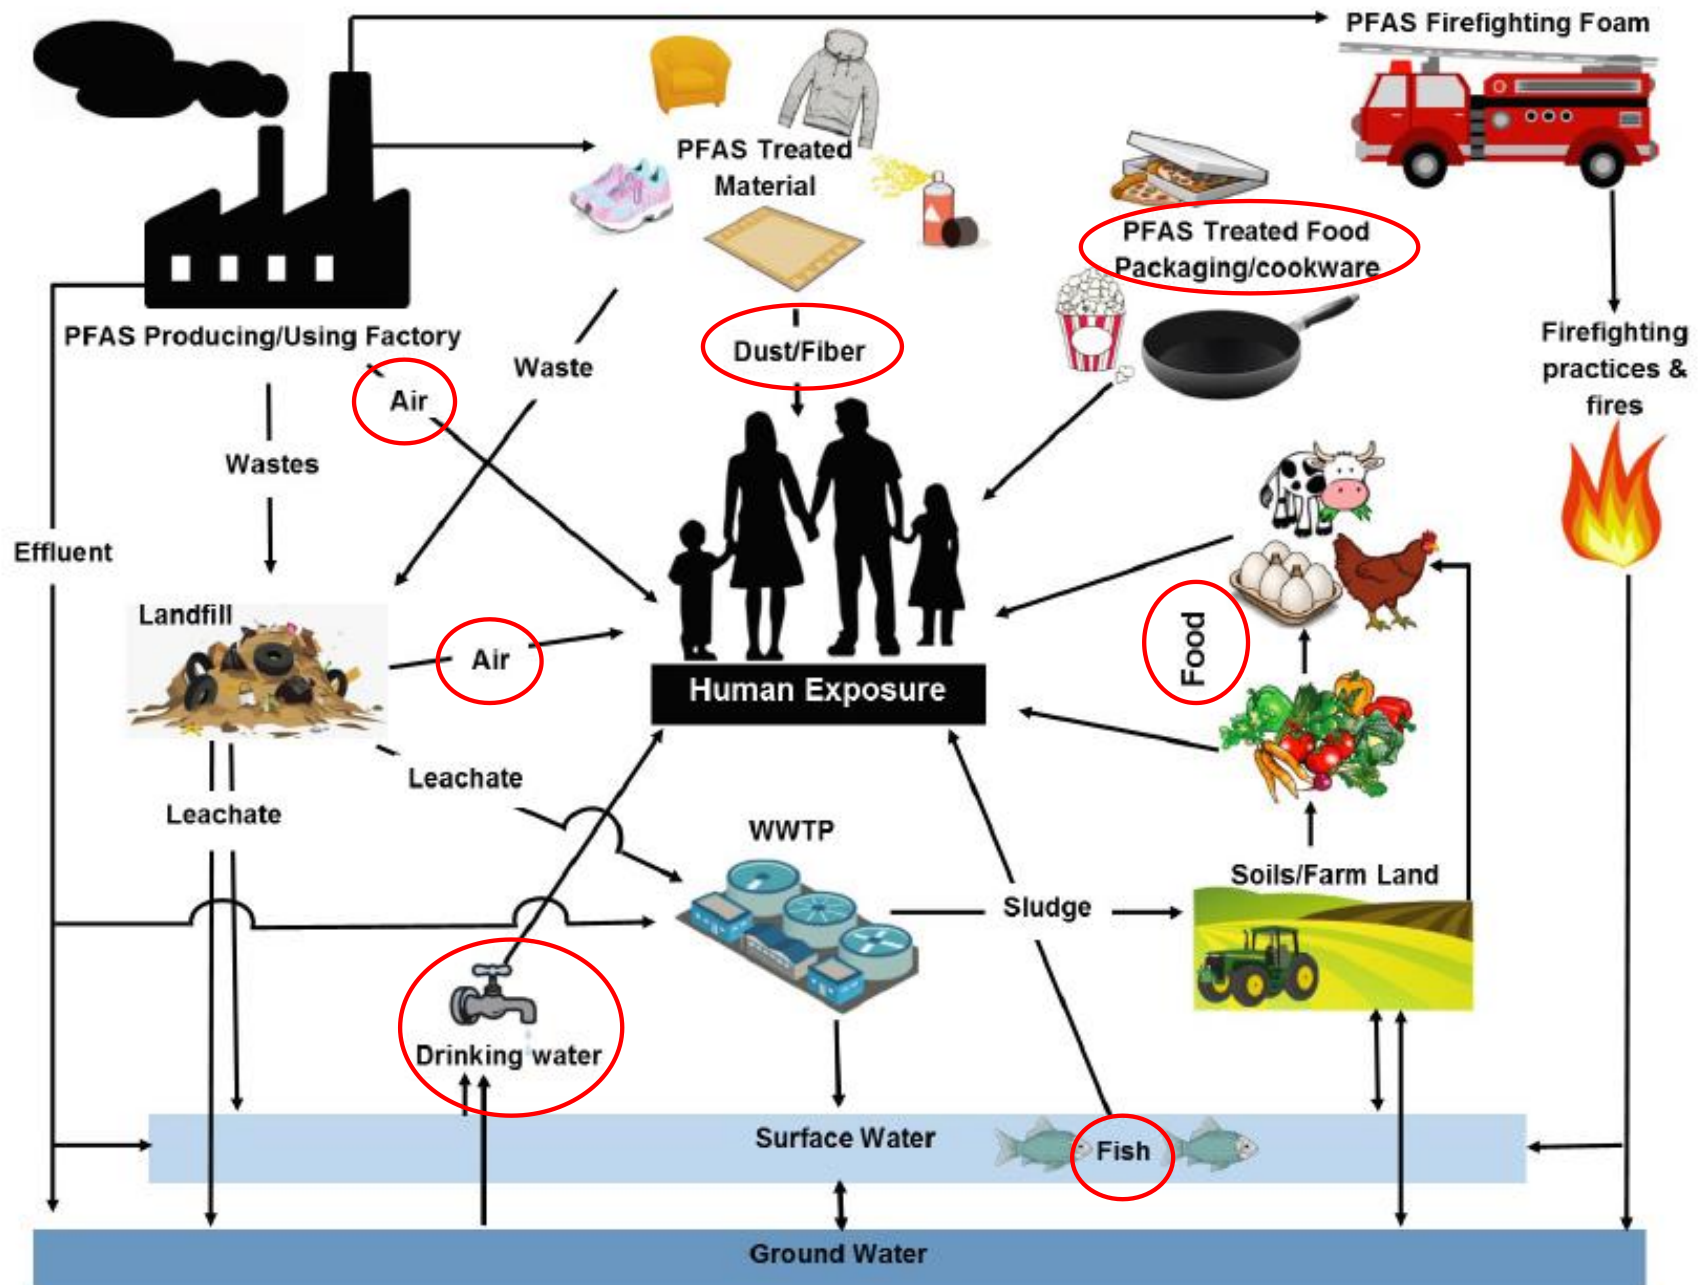 PFAS Firefighting Foam
PFAS Treated
Material
PFAS Treated Food
Packaging/cookware
PFAS Producing/Using Factory
Dust/Fiber
Firefighting
practices &
fires
Waste
Air
Wastes
Effluent
Landfill
Air
Food
Human Exposure
Leachate
Leachate
WWTP
Soils/Farm Land
Sludge
Drinking water
Surface Water
Fish
Ground Water